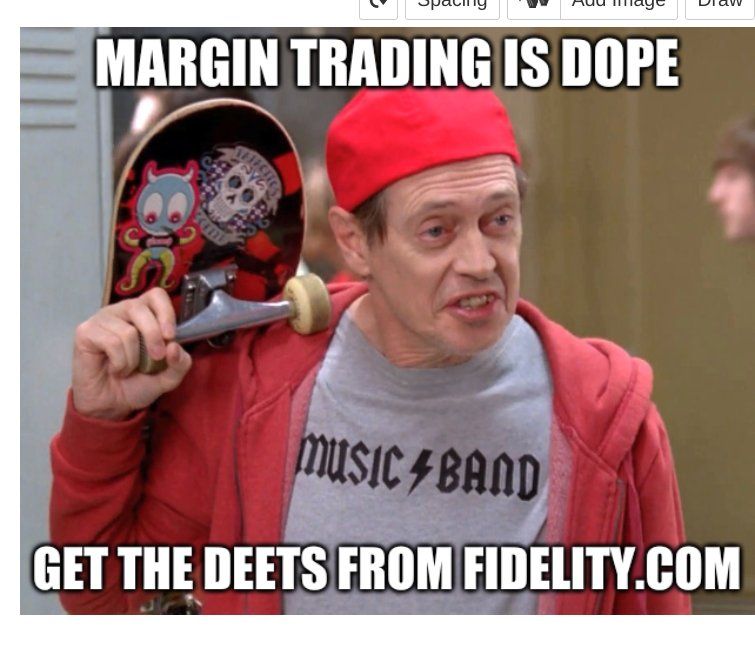 Spacing
Add Image
Draw
MARGIN TRADING IS DOPE
MUSIC BAND
GET THE DEETS FROM FIDELITY.COM